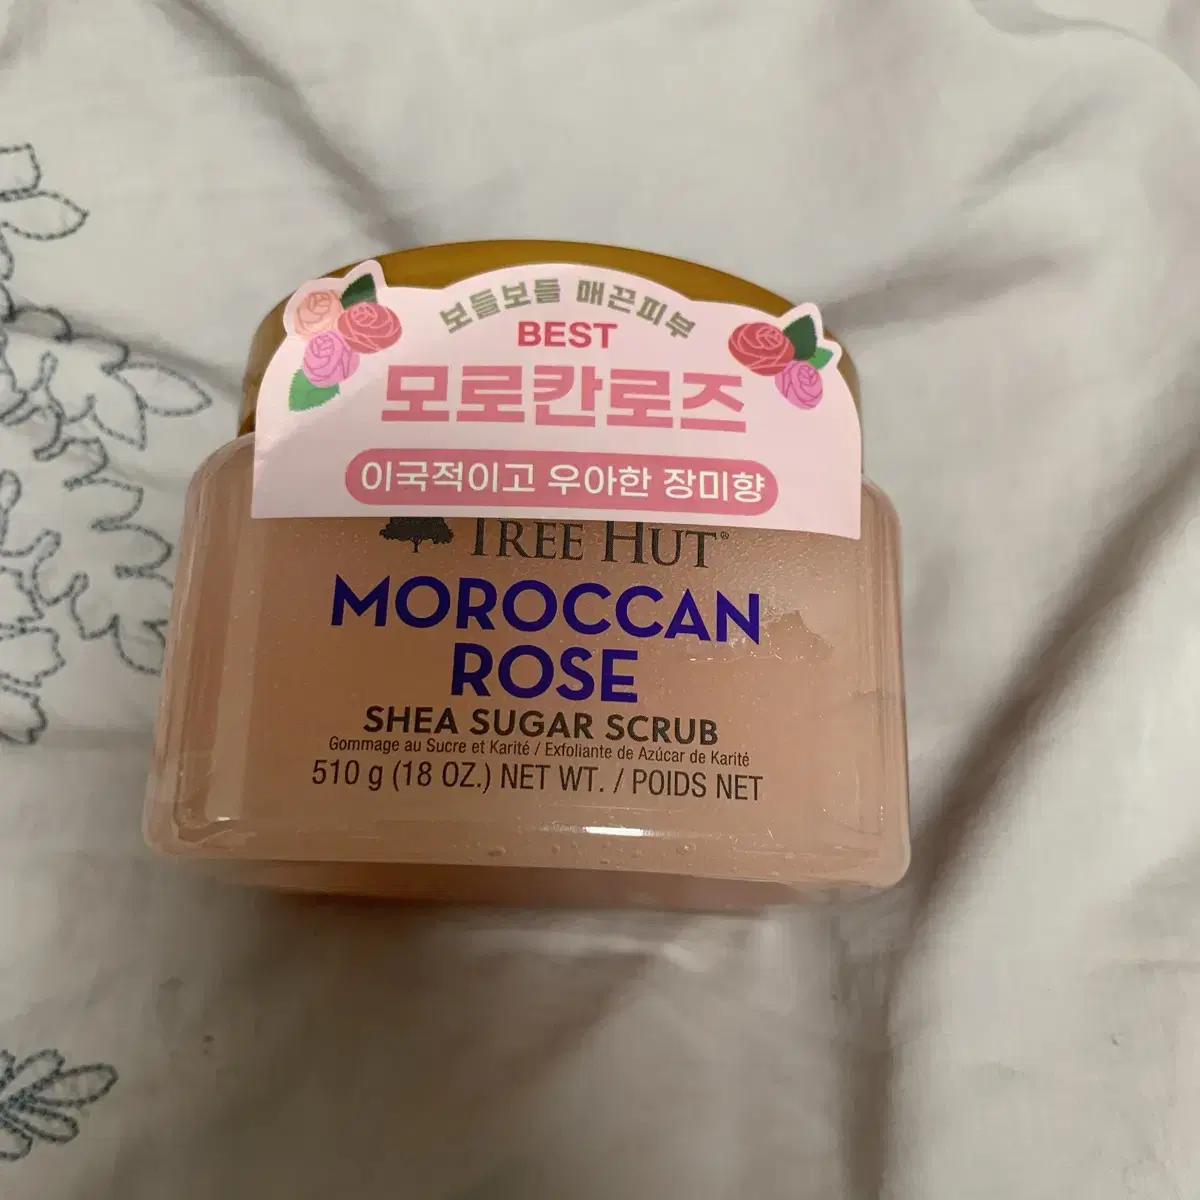 보들보들 매끈피부
BEST
모로칸로즈
이국적이고 우아한 장미향
TREE HUT®
MOROCCAN
ROSE
SHEA SUGAR SCRUB
Gommage au Sucre et Karité / Exfoliante de Azúcar de Karité
510 g (18 OZ.) NET WT. / POIDS NET